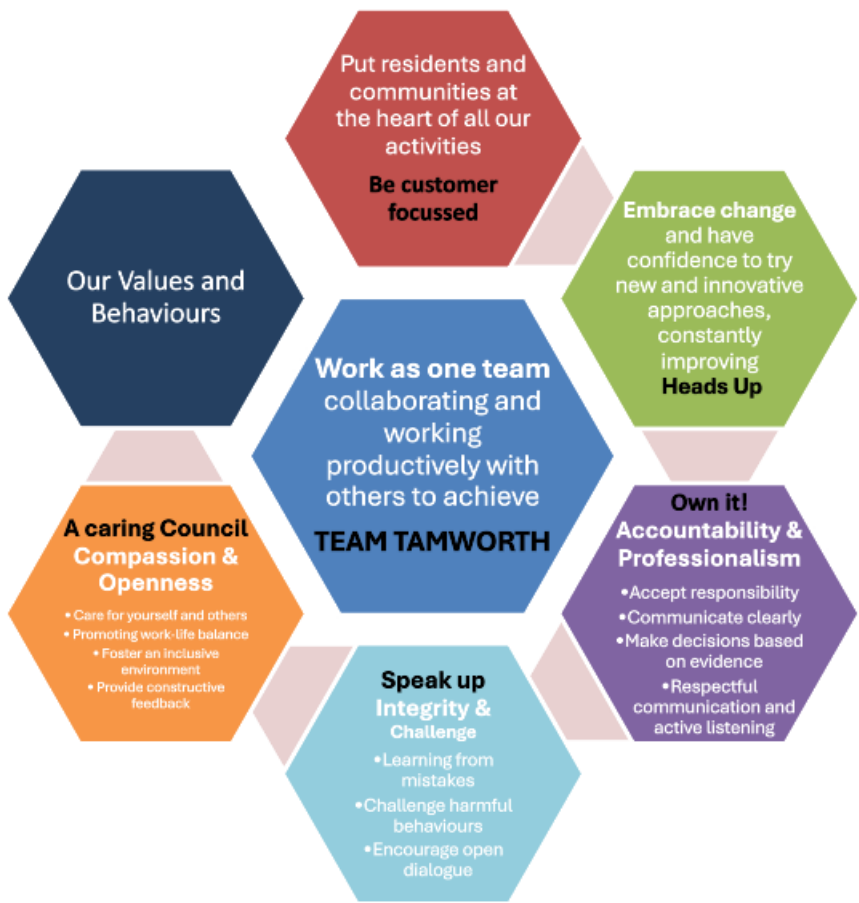 Put residents and
communities at
the heart of all our
activities
Be customer
focussed
Our Values and
Behaviours
Embrace change
and have
confidence to try
new and innovative
approaches,
constantly
improving
Heads Up
Work as one team
collaborating and
working
productively with
others to achieve
TEAM TAMWORTH
A caring Council
Compassion &
Openness
•Care for yourself and others
•Promoting work-life balance
•Foster an inclusive
environment
•Provide constructive
feedback
Own it!
Accountability &
Professionalism
•Accept responsibility
•Communicate clearly
•Make decisions based
on evidence
•Respectful
communication and
active listening
Speak up
Integrity &
Challenge
•Learning from
mistakes
•Challenge harmful
behaviours
•Encourage open
dialogue